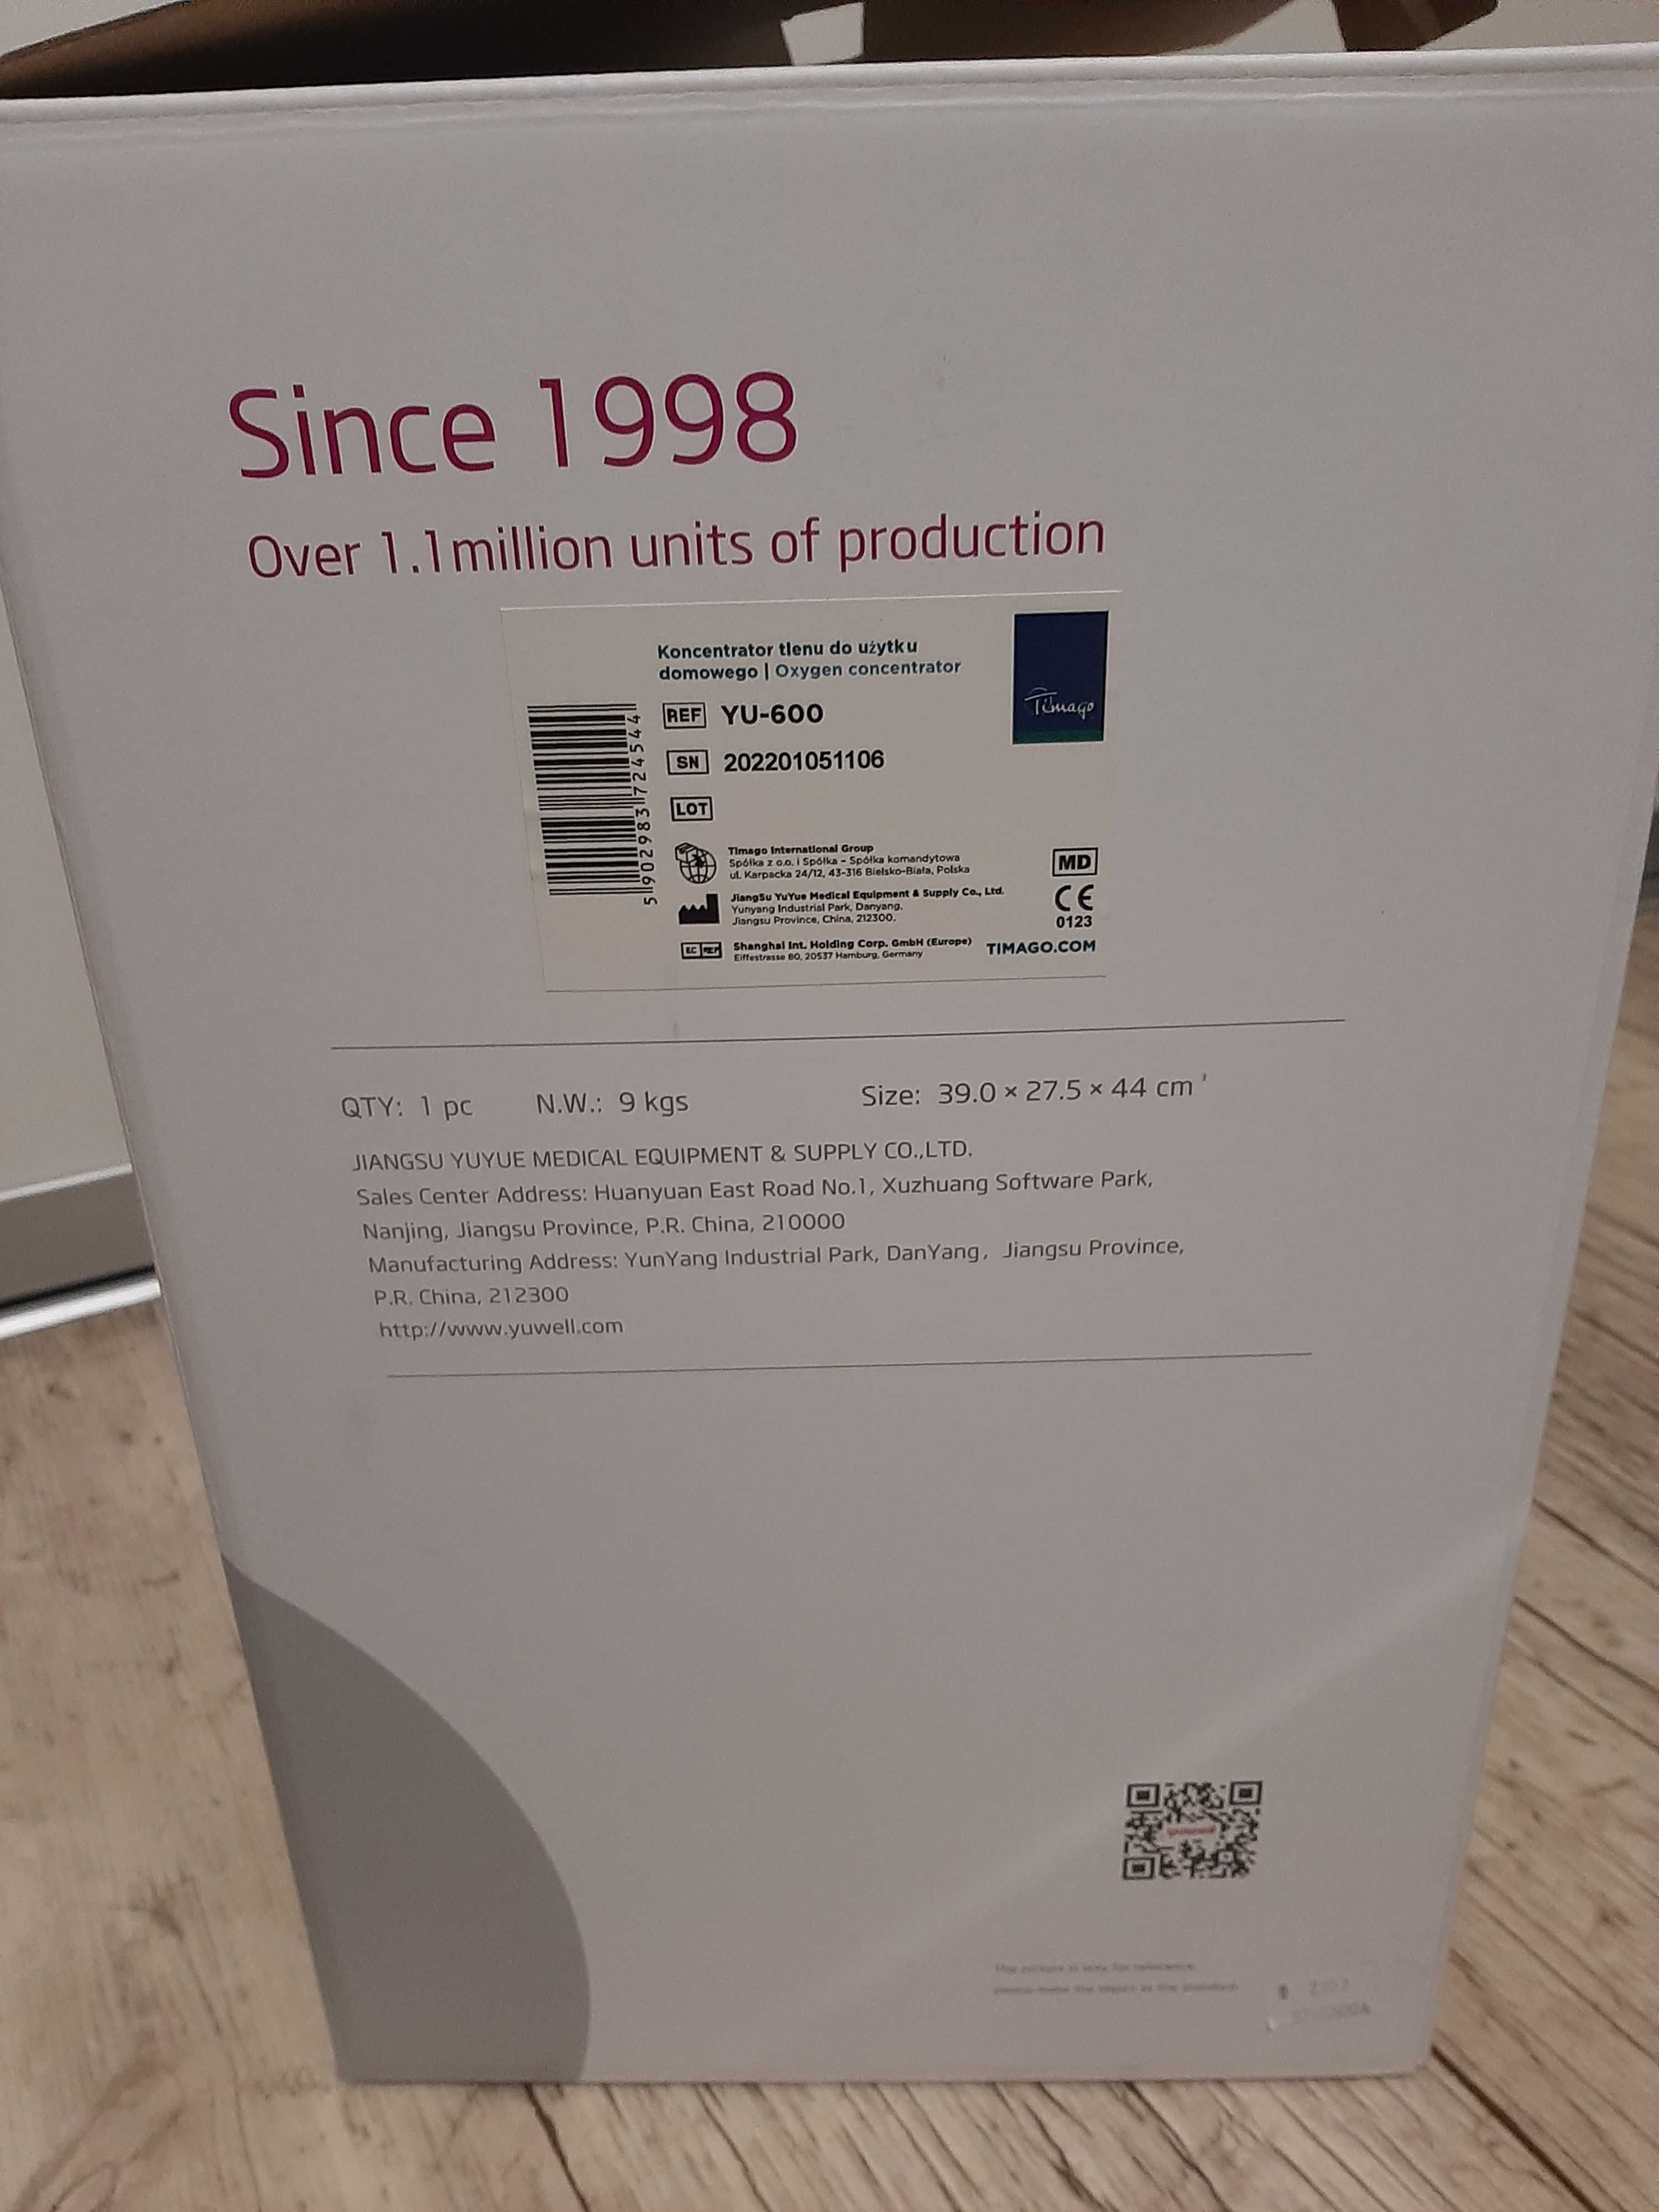 Since 1998
Over 1.1million units of production
Koncentrator tlenu do użytku
domowego | Oxygen concentrator
Timago
REF YU-600
SN 202201051106
LOT
5 902983 724544
Timago International Group
Spółka z o.o. i Spółka - Spółka komandytowa
ul. Karpacka 24/12, 43-316 Bielsko-Biała, Polska
MD
JiangSu YuYue Medical Equipment & Supply Co., Ltd.
Yunyang Industrial Park, Danyang,
Jiangsu Province, China, 212300.
CE
0123
EC REP
Shanghai Int. Holding Corp. GmbH (Europe)
Eiffestrasse 80, 20537 Hamburg, Germany
TIMAGO.COM
QTY: 1 pc N.W.: 9 kgs Size: 39.0 × 27.5 × 44 cm ³
JIANGSU YUYUE MEDICAL EQUIPMENT & SUPPLY CO.,LTD.
Sales Center Address: Huanyuan East Road No.1, Xuzhuang Software Park,
Nanjing, Jiangsu Province, P.R. China, 210000
Manufacturing Address: YunYang Industrial Park, DanYang, Jiangsu Province,
P.R. China, 212300
http://www.yuwell.com